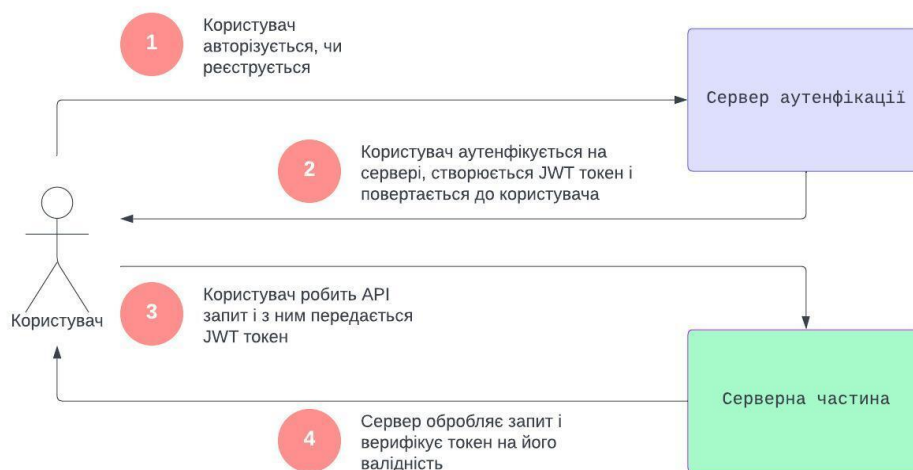 1
Користувач
авторізується, чи
реєструється
Сервер аутенфікації
2
Користувач аутенфікується на
сервері, створюється JWT токен і
повертається до користувача
3
Користувач робить API
запит і з ним передається
JWT токен
Користувач
Серверна частина
4
Сервер обробляє запит і
верифікує токен на його
валідність